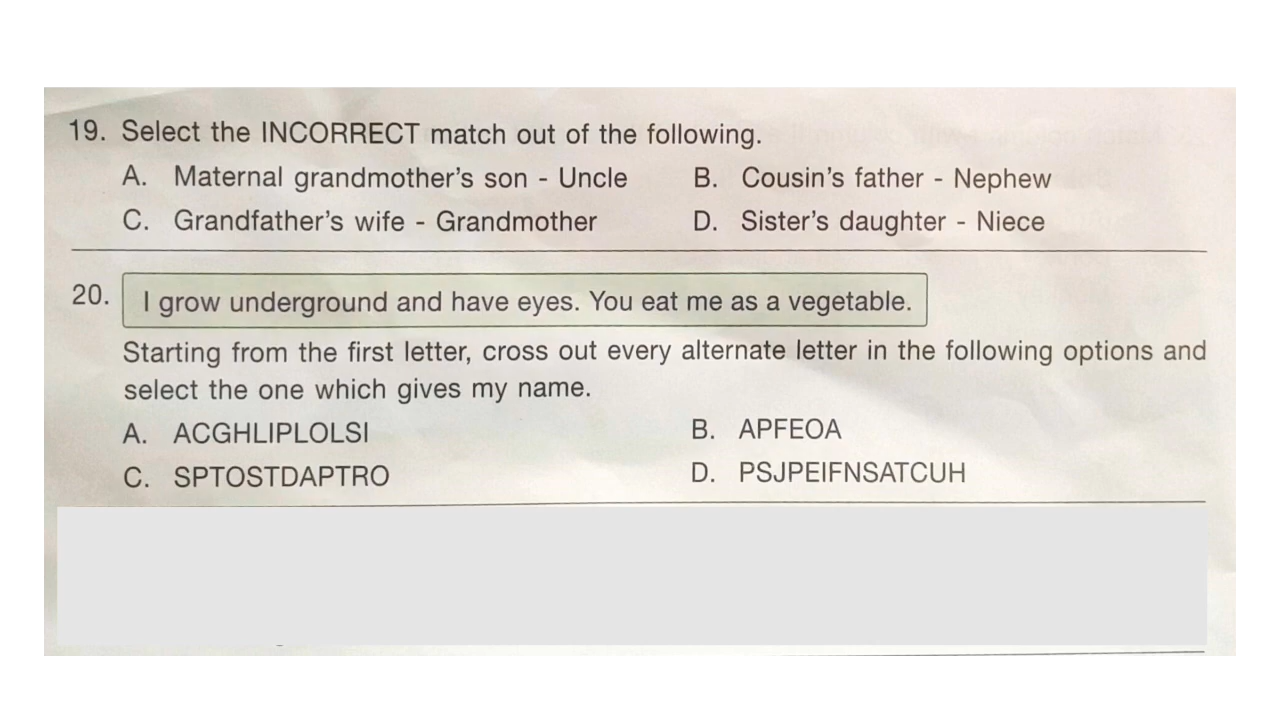 19. Select the INCORRECT match out of the following.
A. Maternal grandmother's son - Uncle B. Cousin's father - Nephew
C. Grandfather's wife - Grandmother D. Sister's daughter - Niece
20. I grow underground and have eyes. You eat me as a vegetable.
Starting from the first letter, cross out every alternate letter in the following options and
select the one which gives my name.
A. ACGHLIPLOLSI B. APFEOA
C. SPTOSTDAPTRO D. PSJPEIFNSATCUH